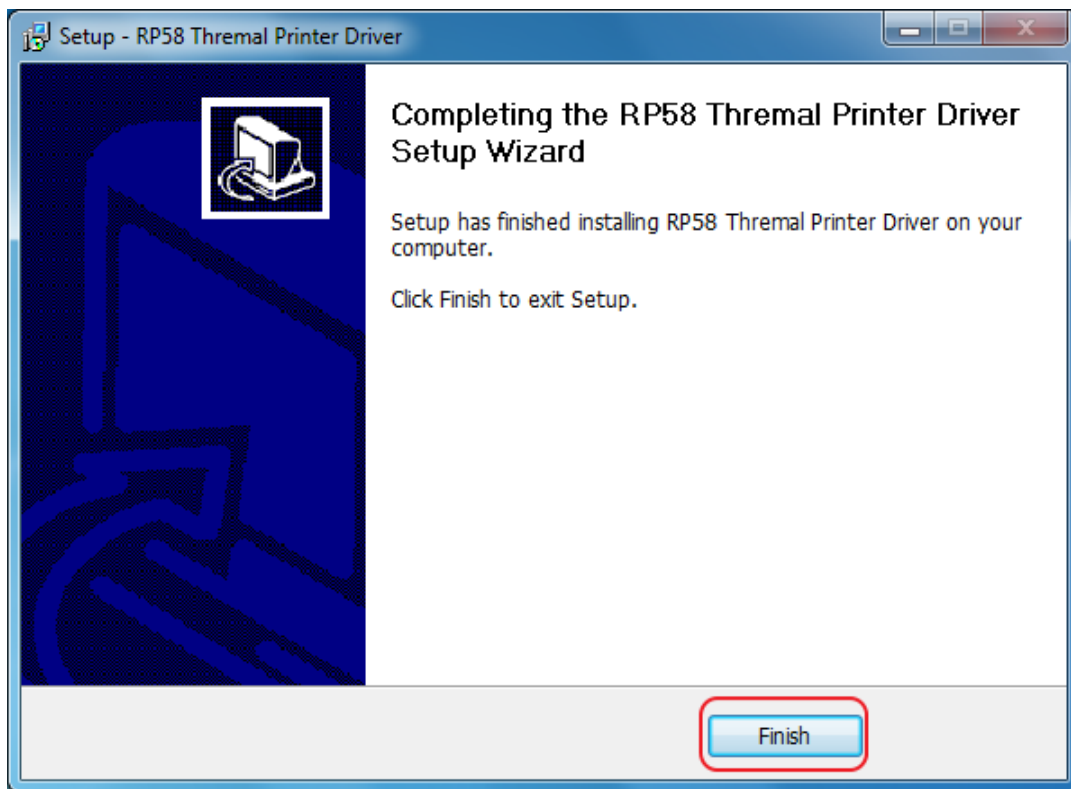 Setup - RP58 Thremal Printer Driver
Completing the RP58 Thremal Printer Driver
Setup Wizard
Setup has finished installing RP58 Thremal Printer Driver on your
computer.
Click Finish to exit Setup.
Finish